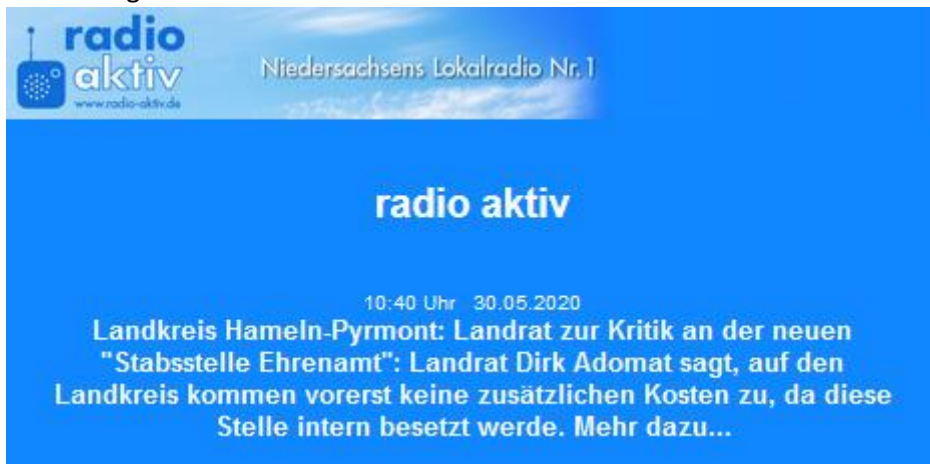 radio
aktiv
www.radio-aktiv.de
Niedersachsens Lokalradio Nr.1
radio aktiv
10:40 Uhr 30.05.2020
Landkreis Hameln-Pyrmont: Landrat zur Kritik an der neuen
"Stabsstelle Ehrenamt": Landrat Dirk Adomat sagt, auf den
Landkreis kommen vorerst keine zusätzlichen Kosten zu, da diese
Stelle intern besetzt werde. Mehr dazu...